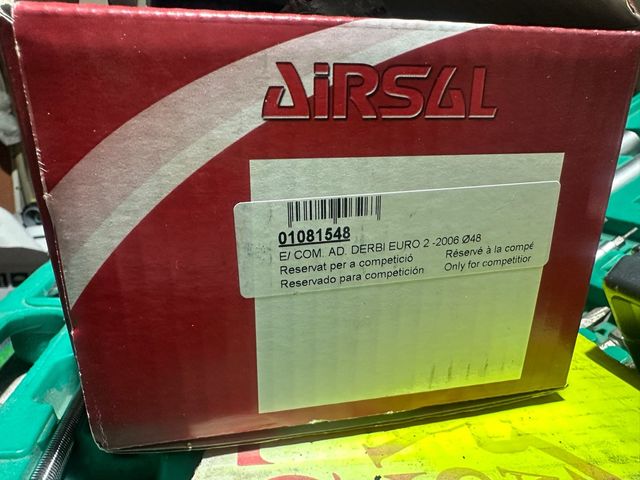 AiRSAL
01081548
E/ COM. AD. DERBI EURO 2 -2006 Ø48
Reservat per a competició Réservé à la compé
Reservado para competición Only for competitior